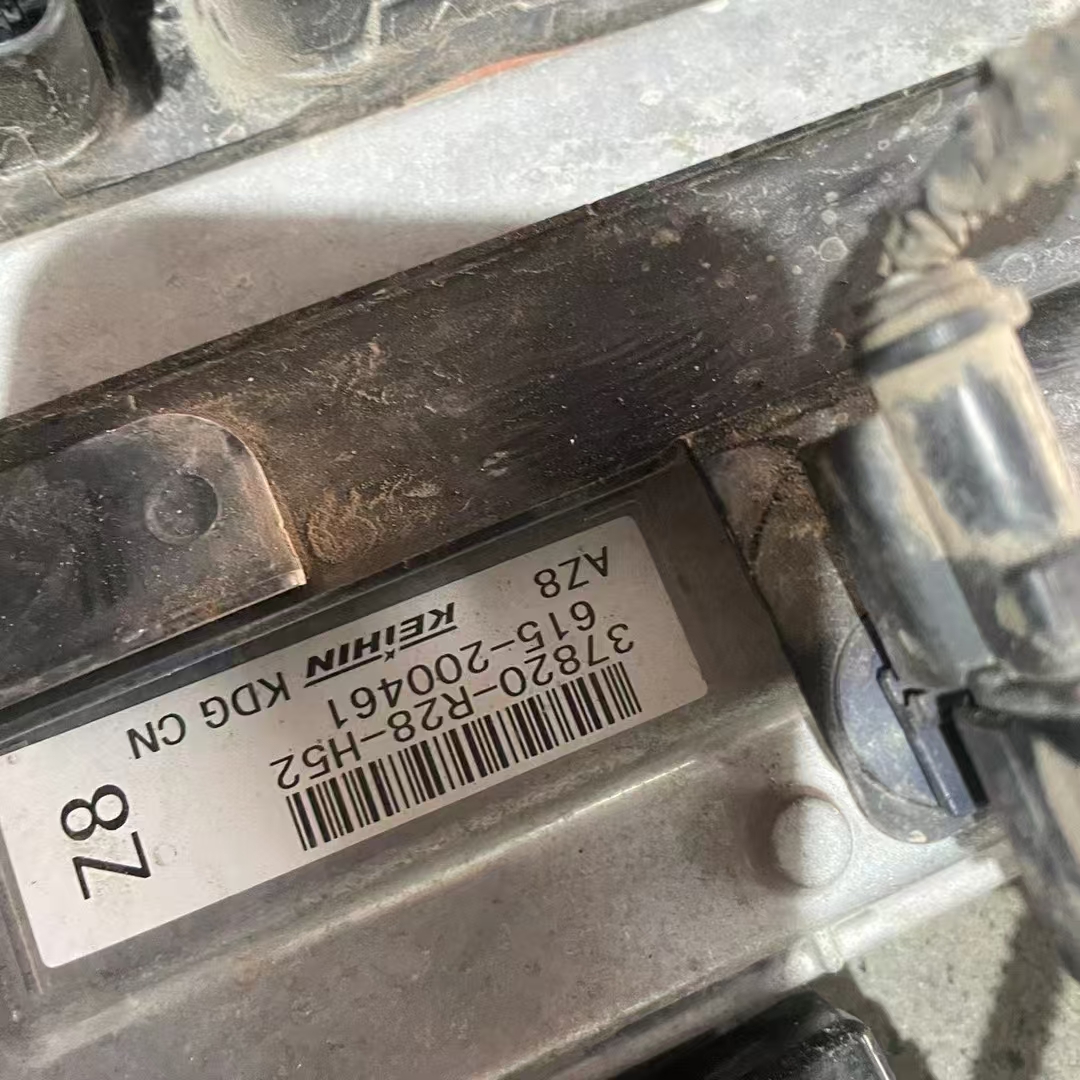 37820-R28-H52
615-200461
AZ8 KEIHIN KDG CN
Z8